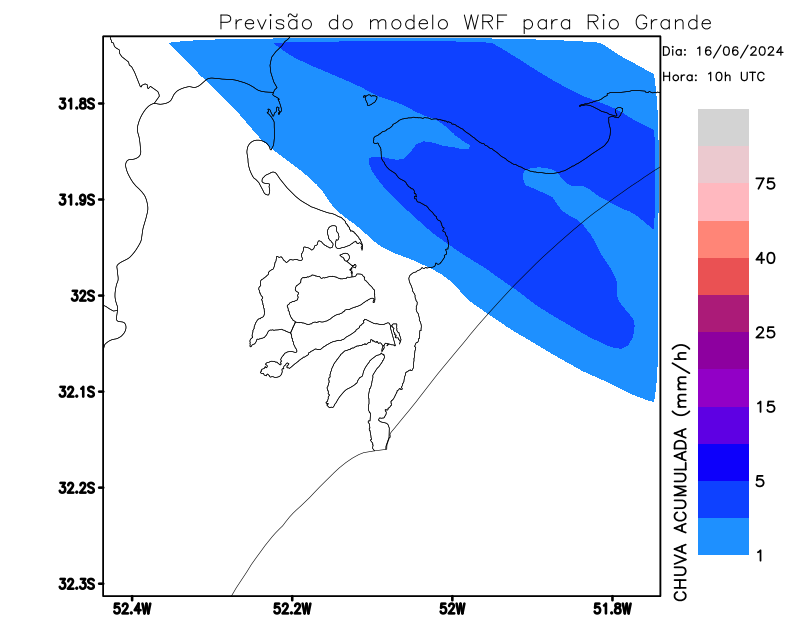 Previsão do modelo WRF para Rio Grande
Dia: 16/06/2024
Hora: 10h UTC
31.8S
31.9S
32S
32.1S
32.2S
32.3S
52.4W
52.2W
52W
51.8W
75
40
25
15
5
1
CHUVA ACUMULADA (mm/h)